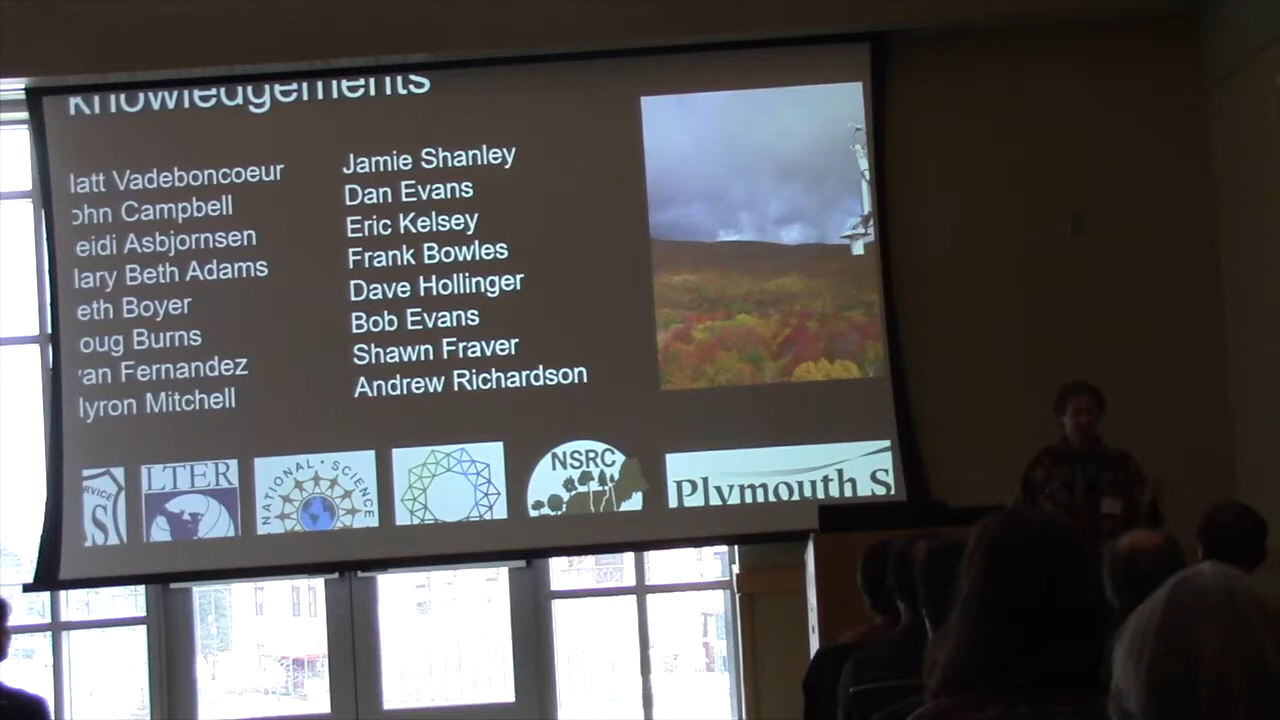 knowledgements
latt Vadeboncoeur
ohn Campbell
eidi Asbjornsen
lary Beth Adams
eth Boyer
oug Burns
an Fernandez
lyron Mitchell
Jamie Shanley
Dan Evans
Eric Kelsey
Frank Bowles
Dave Hollinger
Bob Evans
Shawn Fraver
Andrew Richardson
RVICE
S
LTER
NATIONAL • SCIENCE
NSRC
Plymouth S